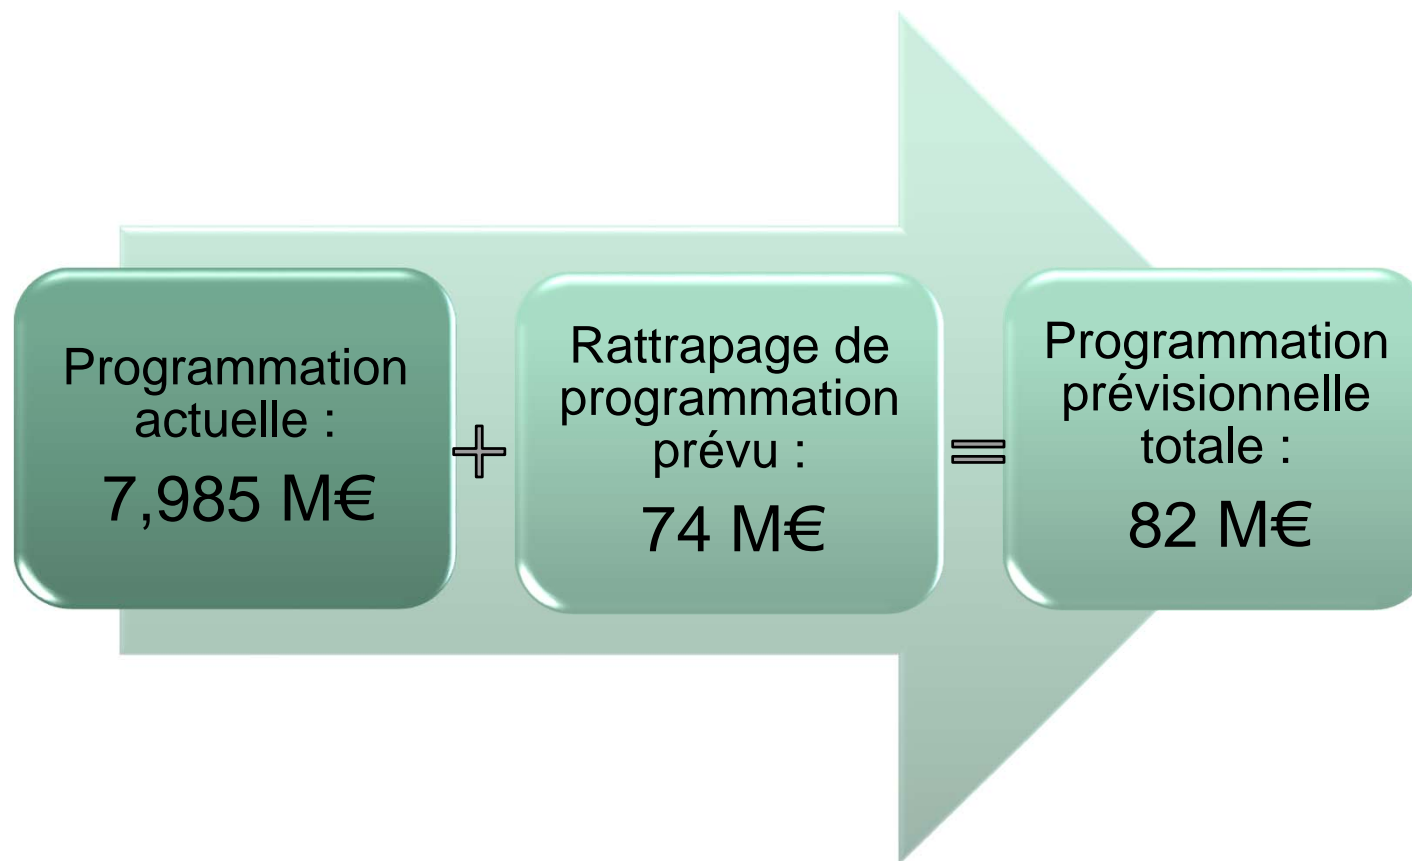 Programmation
actuelle :
7,985 M€
+
Rattrapage de
programmation
prévu :
74 M€
=
Programmation
prévisionnelle
totale :
82 M€